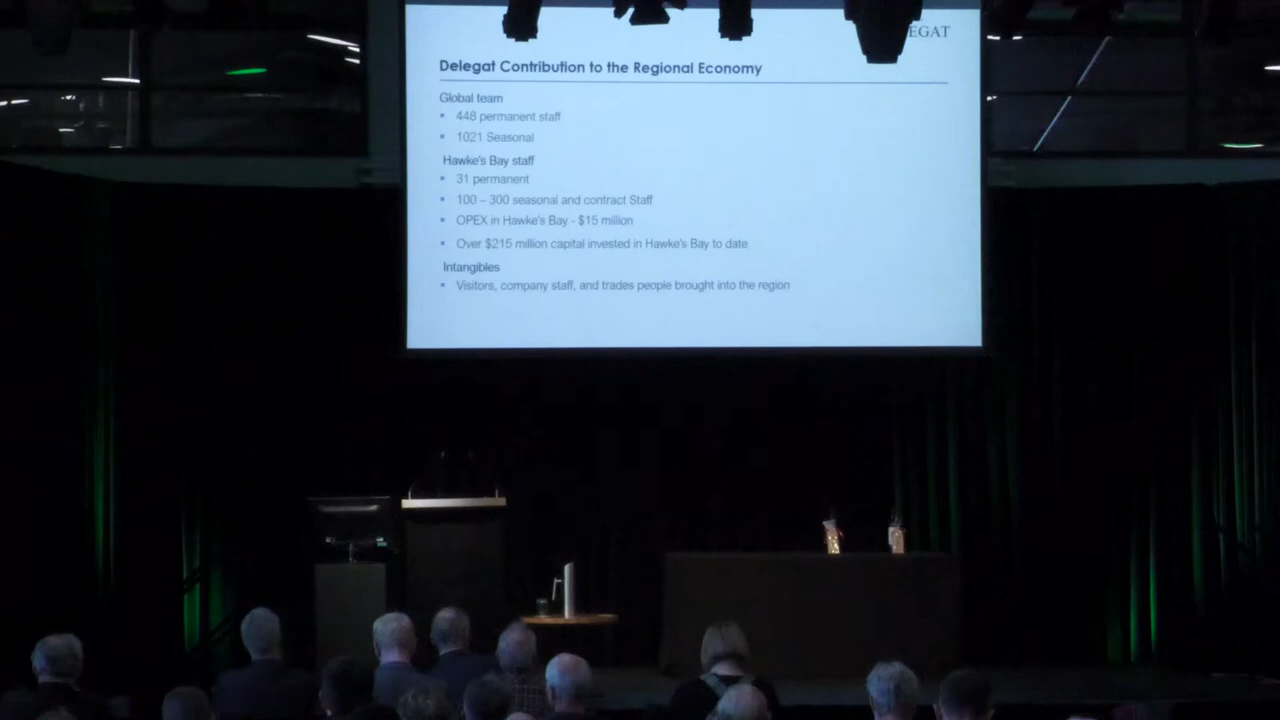 EGAT
Delegat Contribution to the Regional Economy
Global team
▪ 448 permanent staff
▪ 1021 Seasonal
Hawke's Bay staff
▪ 31 permanent
▪ 100 – 300 seasonal and contract Staff
▪ OPEX in Hawke's Bay - $15 million
▪ Over $215 million capital invested in Hawke's Bay to date
Intangibles
▪ Visitors, company staff, and trades people brought into the region